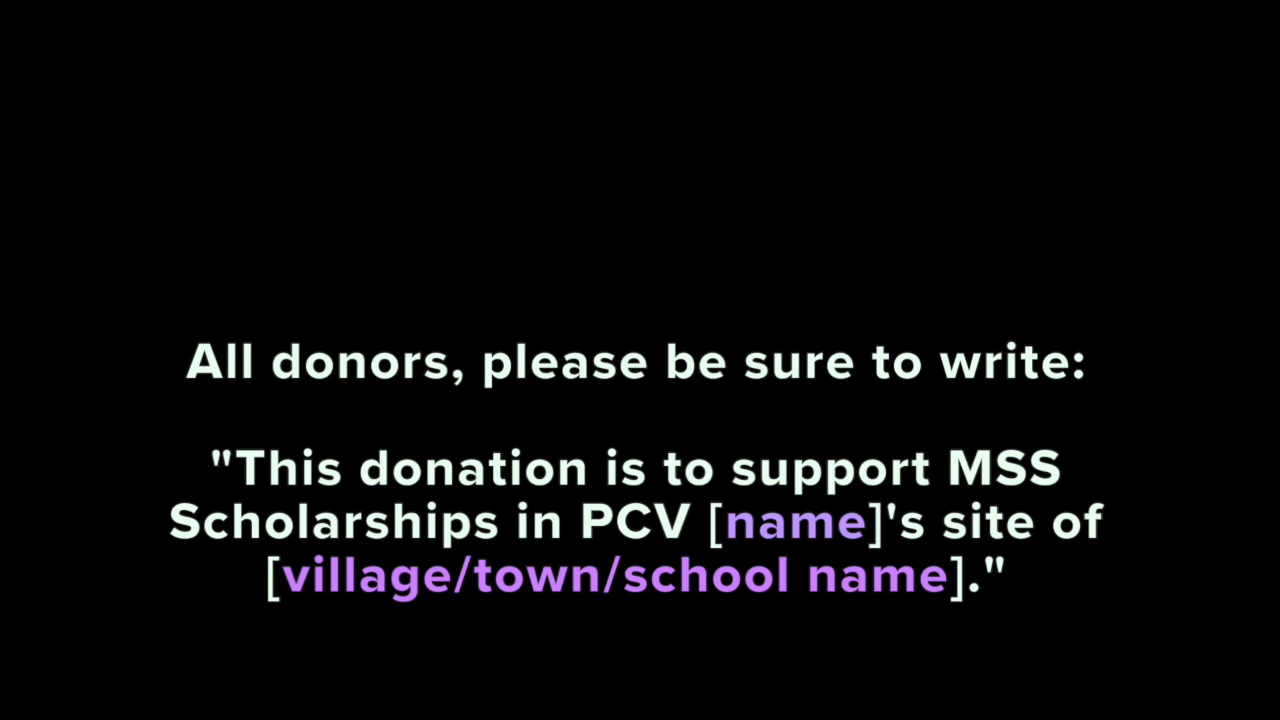 All donors, please be sure to write:
"This donation is to support MSS
Scholarships in PCV [name]'s site of
[village/town/school name]."